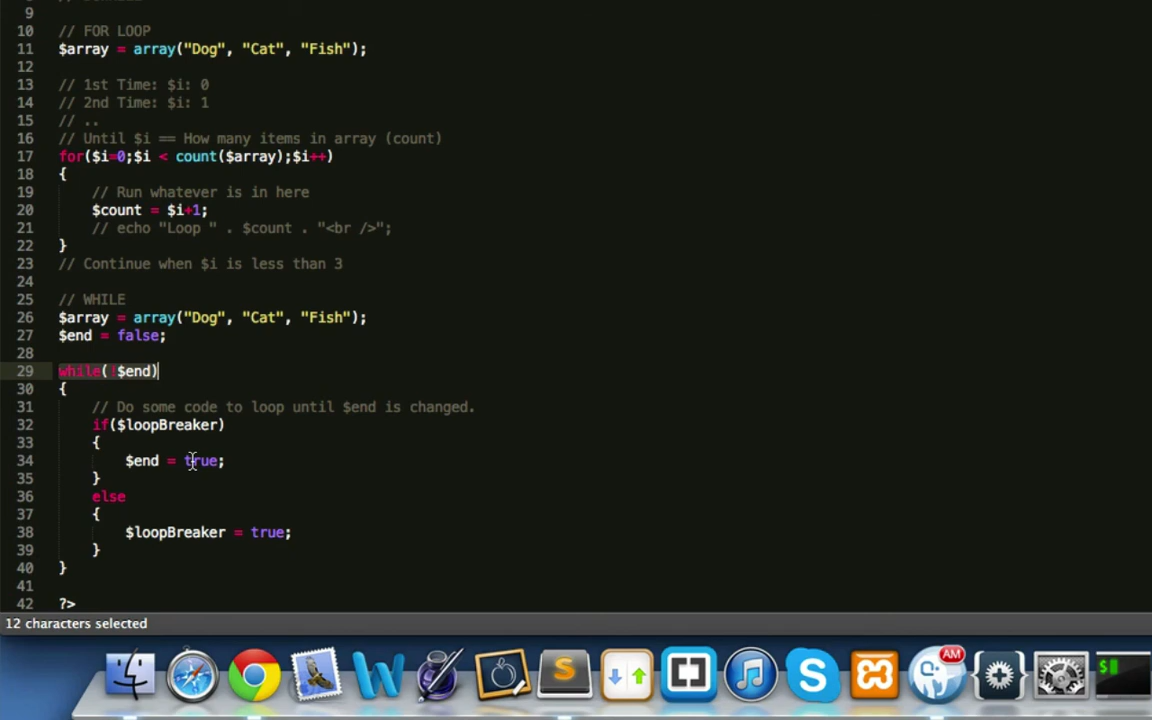 9
10 // FOR LOOP
11 $array = array("Dog", "Cat", "Fish");
12
13 // 1st Time: $i: 0
14 // 2nd Time: $i: 1
15 // ..
16 // Until $i == How many items in array (count)
17 for($i=0;$i < count($array);$i++)
18 {
19 // Run whatever is in here
20 $count = $i+1;
21 // echo "Loop " . $count . "<br />";
22 }
23 // Continue when $i is less than 3
24
25 // WHILE
26 $array = array("Dog", "Cat", "Fish");
27 $end = false;
28
29 while(!$end)
30 {
31 // Do some code to loop until $end is changed.
32 if($loopBreaker)
33 {
34 $end = true;
35 }
36 else
37 {
38 $loopBreaker = true;
39 }
40 }
41
42 ?>
12 characters selected
W
S
S
AM
$